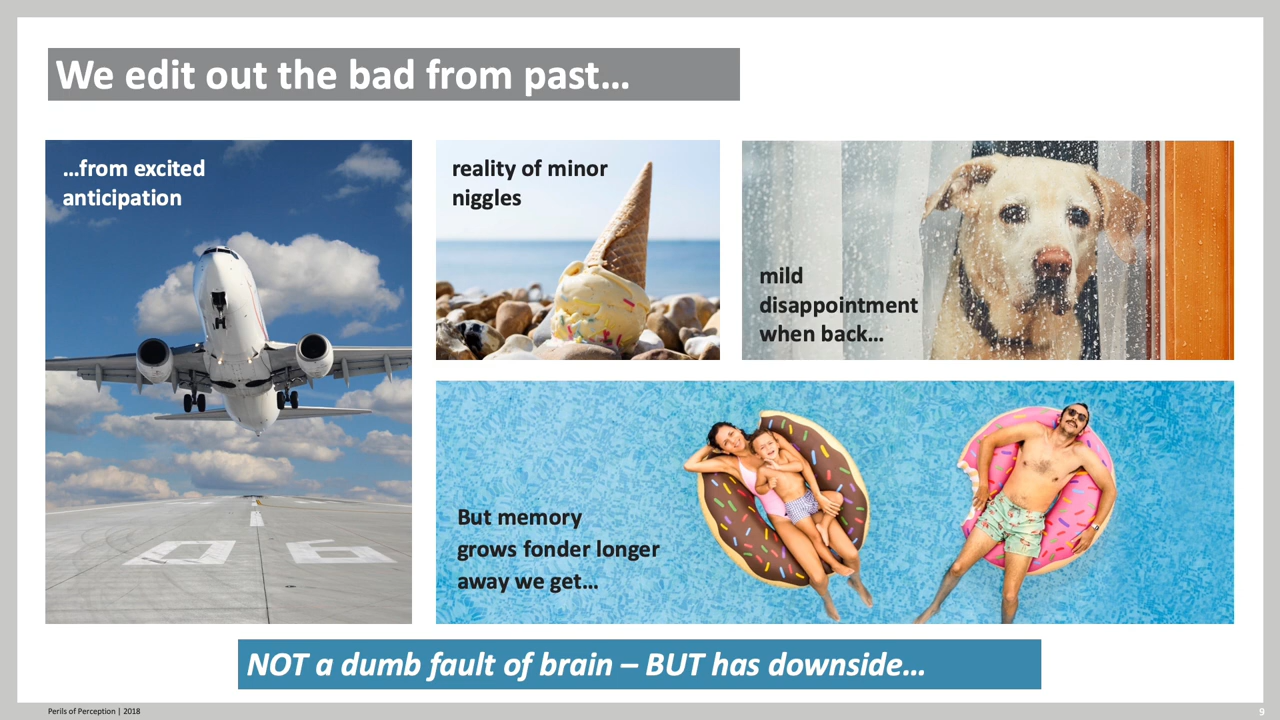 We edit out the bad from past...
...from excited
anticipation
reality of minor
niggles
mild
disappointment
when back...
06
But memory
grows fonder longer
away we get...
NOT a dumb fault of brain – BUT has downside...
Perils of Perception | 2018
9